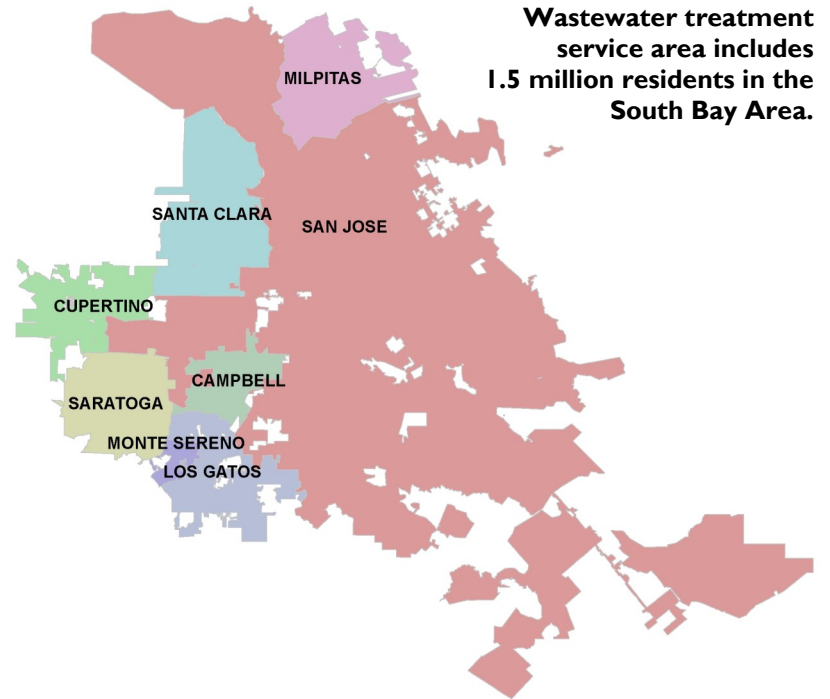 Wastewater treatment
service area includes
1.5 million residents in the
South Bay Area.
MILPITAS
SANTA CLARA
SAN JOSE
CUPERTINO
CAMPBELL
SARATOGA
MONTE SERENO
LOS GATOS